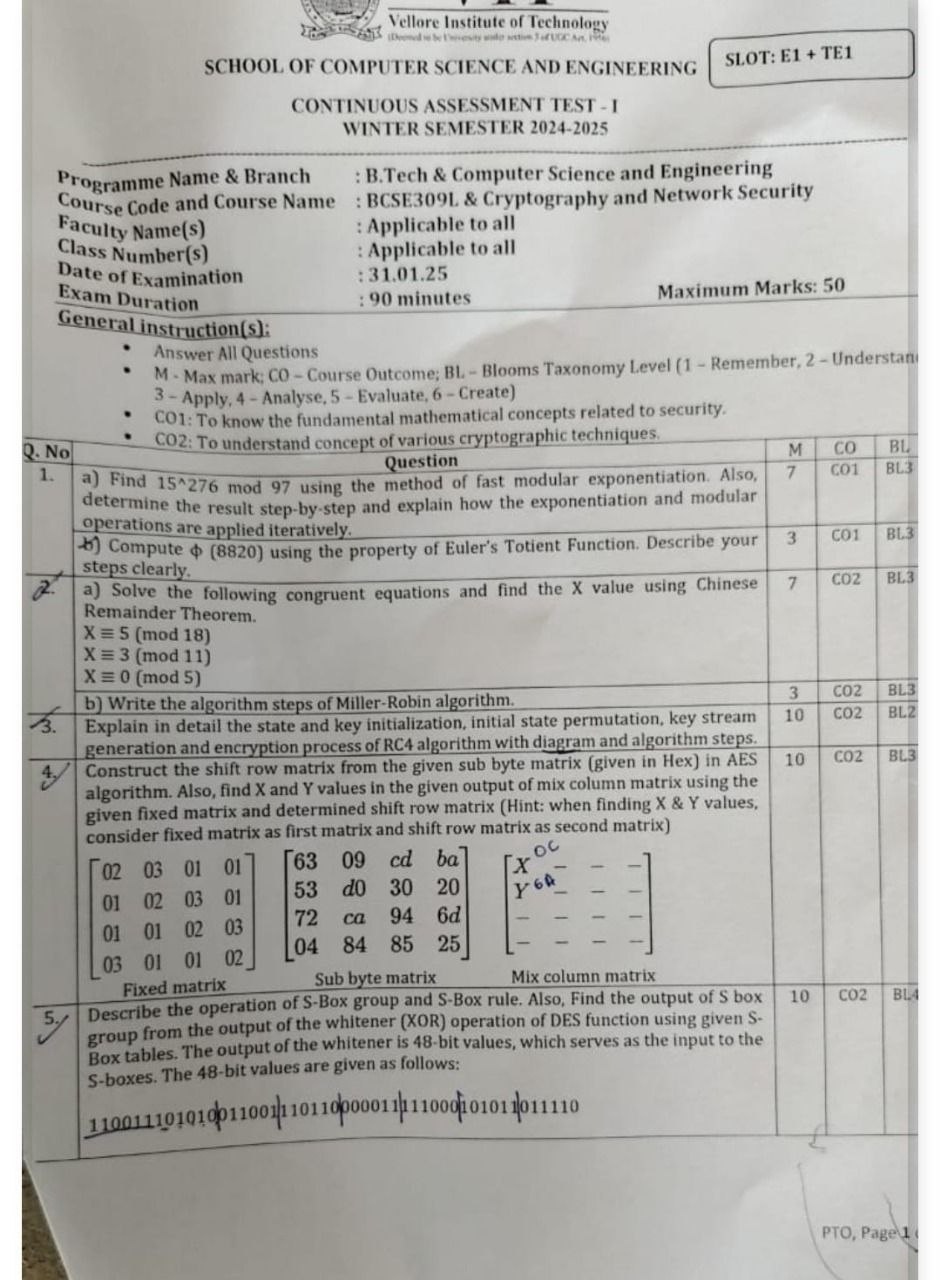 Vellore Institute of Technology
(Deemed to be University under section 3 of UGC Act, 1956)
SLOT: E1 + TE1
SCHOOL OF COMPUTER SCIENCE AND ENGINEERING
CONTINUOUS ASSESSMENT TEST - I
WINTER SEMESTER 2024-2025
Programme Name & Branch : B.Tech & Computer Science and Engineering
Course Code and Course Name : BCSE309L & Cryptography and Network Security
Faculty Name(s) : Applicable to all
Class Number(s) : Applicable to all
Date of Examination : 31.01.25
Exam Duration : 90 minutes Maximum Marks: 50
General instruction(s):
• Answer All Questions
• M - Max mark; CO – Course Outcome; BL – Blooms Taxonomy Level (1 – Remember, 2 – Understan
3 – Apply, 4 – Analyse, 5 – Evaluate, 6 – Create)
• CO1: To know the fundamental mathematical concepts related to security.
• CO2: To understand concept of various cryptographic techniques.
Q. No Question M CO BL
1. a) Find 15^276 mod 97 using the method of fast modular exponentiation. Also, 7 CO1 BL3
determine the result step-by-step and explain how the exponentiation and modular
operations are applied iteratively.
b) Compute ϕ (8820) using the property of Euler's Totient Function. Describe your 3 CO1 BL3
steps clearly.
2. a) Solve the following congruent equations and find the X value using Chinese 7 CO2 BL3
Remainder Theorem.
X ≡ 5 (mod 18)
X ≡ 3 (mod 11)
X ≡ 0 (mod 5)
b) Write the algorithm steps of Miller-Robin algorithm. 3 CO2 BL3
3. Explain in detail the state and key initialization, initial state permutation, key stream 10 CO2 BL2
generation and encryption process of RC4 algorithm with diagram and algorithm steps.
4. Construct the shift row matrix from the given sub byte matrix (given in Hex) in AES 10 CO2 BL3
algorithm. Also, find X and Y values in the given output of mix column matrix using the
given fixed matrix and determined shift row matrix (Hint: when finding X & Y values,
consider fixed matrix as first matrix and shift row matrix as second matrix)
02 03 01 01 63 09 cd ba X 0C – – –
01 02 03 01 53 d0 30 20 Y 6A – – –
01 01 02 03 72 ca 94 6d – – – –
03 01 01 02 04 84 85 25 – – – –
Fixed matrix Sub byte matrix Mix column matrix
5. Describe the operation of S-Box group and S-Box rule. Also, Find the output of S box 10 CO2 BL4
group from the output of the whitener (XOR) operation of DES function using given S-
Box tables. The output of the whitener is 48-bit values, which serves as the input to the
S-boxes. The 48-bit values are given as follows:
110011101010011001110110000011111000101011011110
PTO, Page 1